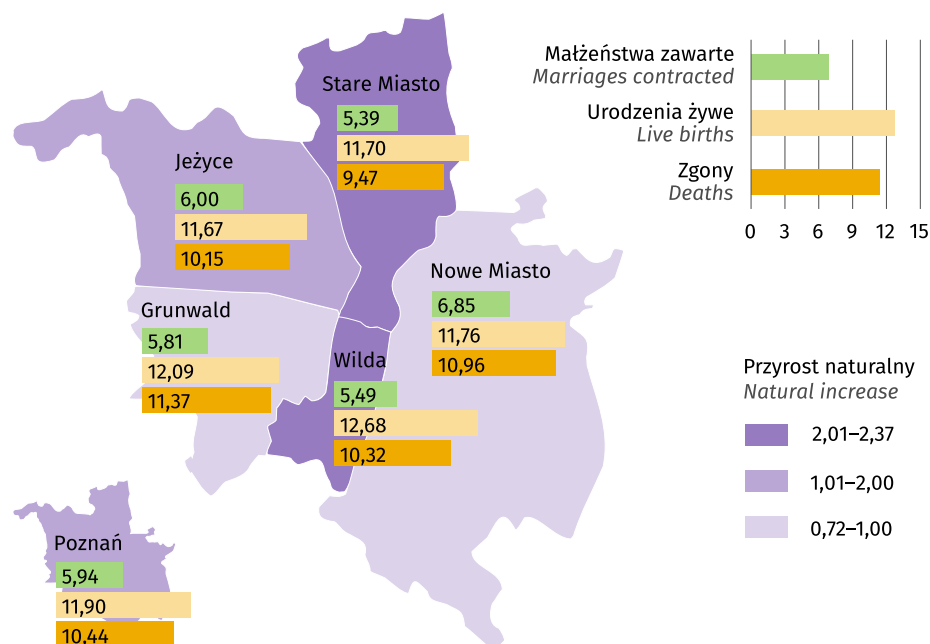 Stare Miasto
5,39
11,70
9,47
Jeżyce
6,00
11,67
10,15
Grunwald
5,81
12,09
11,37
Nowe Miasto
6,85
11,76
10,96
Wilda
5,49
12,68
10,32
Poznań
5,94
11,90
10,44
Małżeństwa zawarte
Marriages contracted
Urodzenia żywe
Live births
Zgony
Deaths
0 3 6 9 12 15
Przyrost naturalny
Natural increase
2,01–2,37
1,01–2,00
0,72–1,00